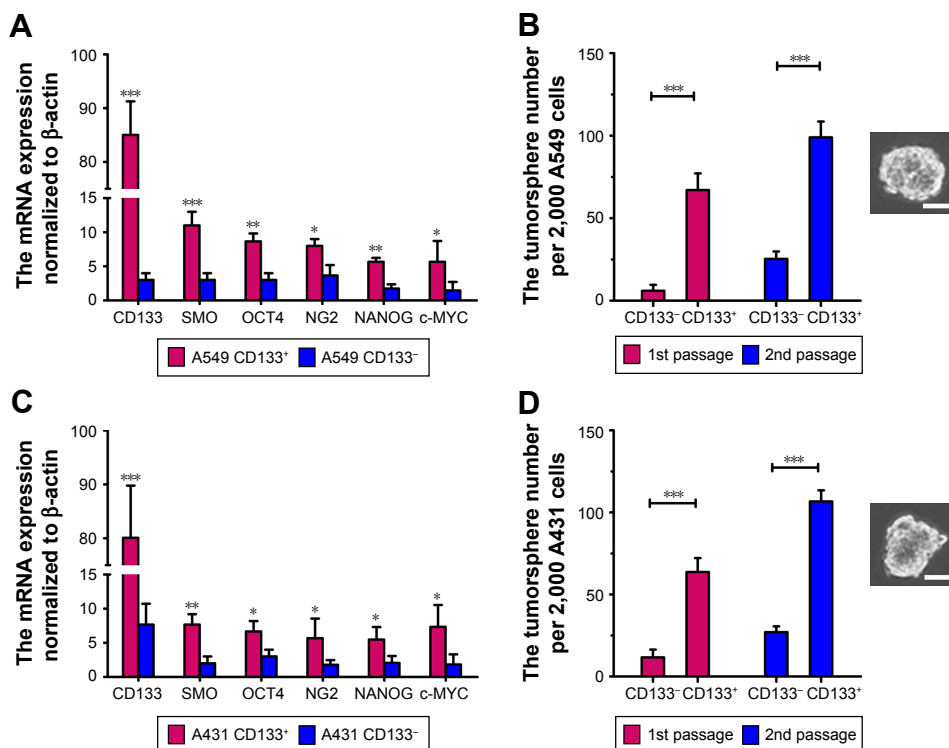 A
The mRNA expression
normalized to β-actin
100
90
80
15
10
5
0
***
***
**
*
**
*
CD133 SMO OCT4 NG2 NANOG c-MYC
A549 CD133⁺ A549 CD133⁻
B
The tumorsphere number
per 2,000 A549 cells
150
100
50
0
***
***
CD133⁻ CD133⁺ CD133⁻ CD133⁺
1st passage 2nd passage
C
The mRNA expression
normalized to β-actin
100
90
80
15
10
5
0
***
**
*
*
*
*
CD133 SMO OCT4 NG2 NANOG c-MYC
A431 CD133⁺ A431 CD133⁻
D
The tumorsphere number
per 2,000 A431 cells
150
100
50
0
***
***
CD133⁻ CD133⁺ CD133⁻ CD133⁺
1st passage 2nd passage